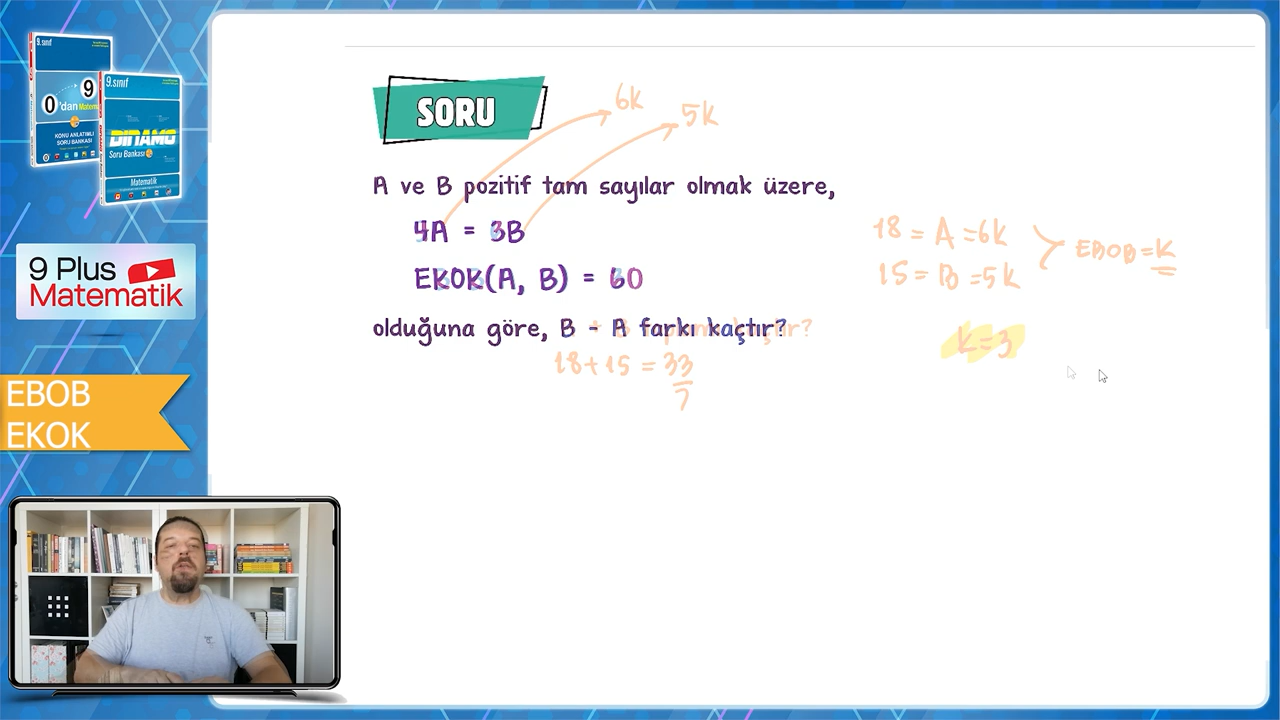 9.sınıf
0'dan 9
Matem
KONU ANLATIMLI
SORU BANKASI
9.sınıf
DİNAMO
Soru Bankası
Matematik
9 Plus
Matematik
EBOB
EKOK
SORU
6k
5k
A ve B pozitif tam sayılar olmak üzere,
4A = 3B
EKOK(A, B) = 60
olduğuna göre, B - A farkı kaçtır?
18 + 15 = 33
18 = A = 6k
15 = B = 5k
EBOB = k
k = 3